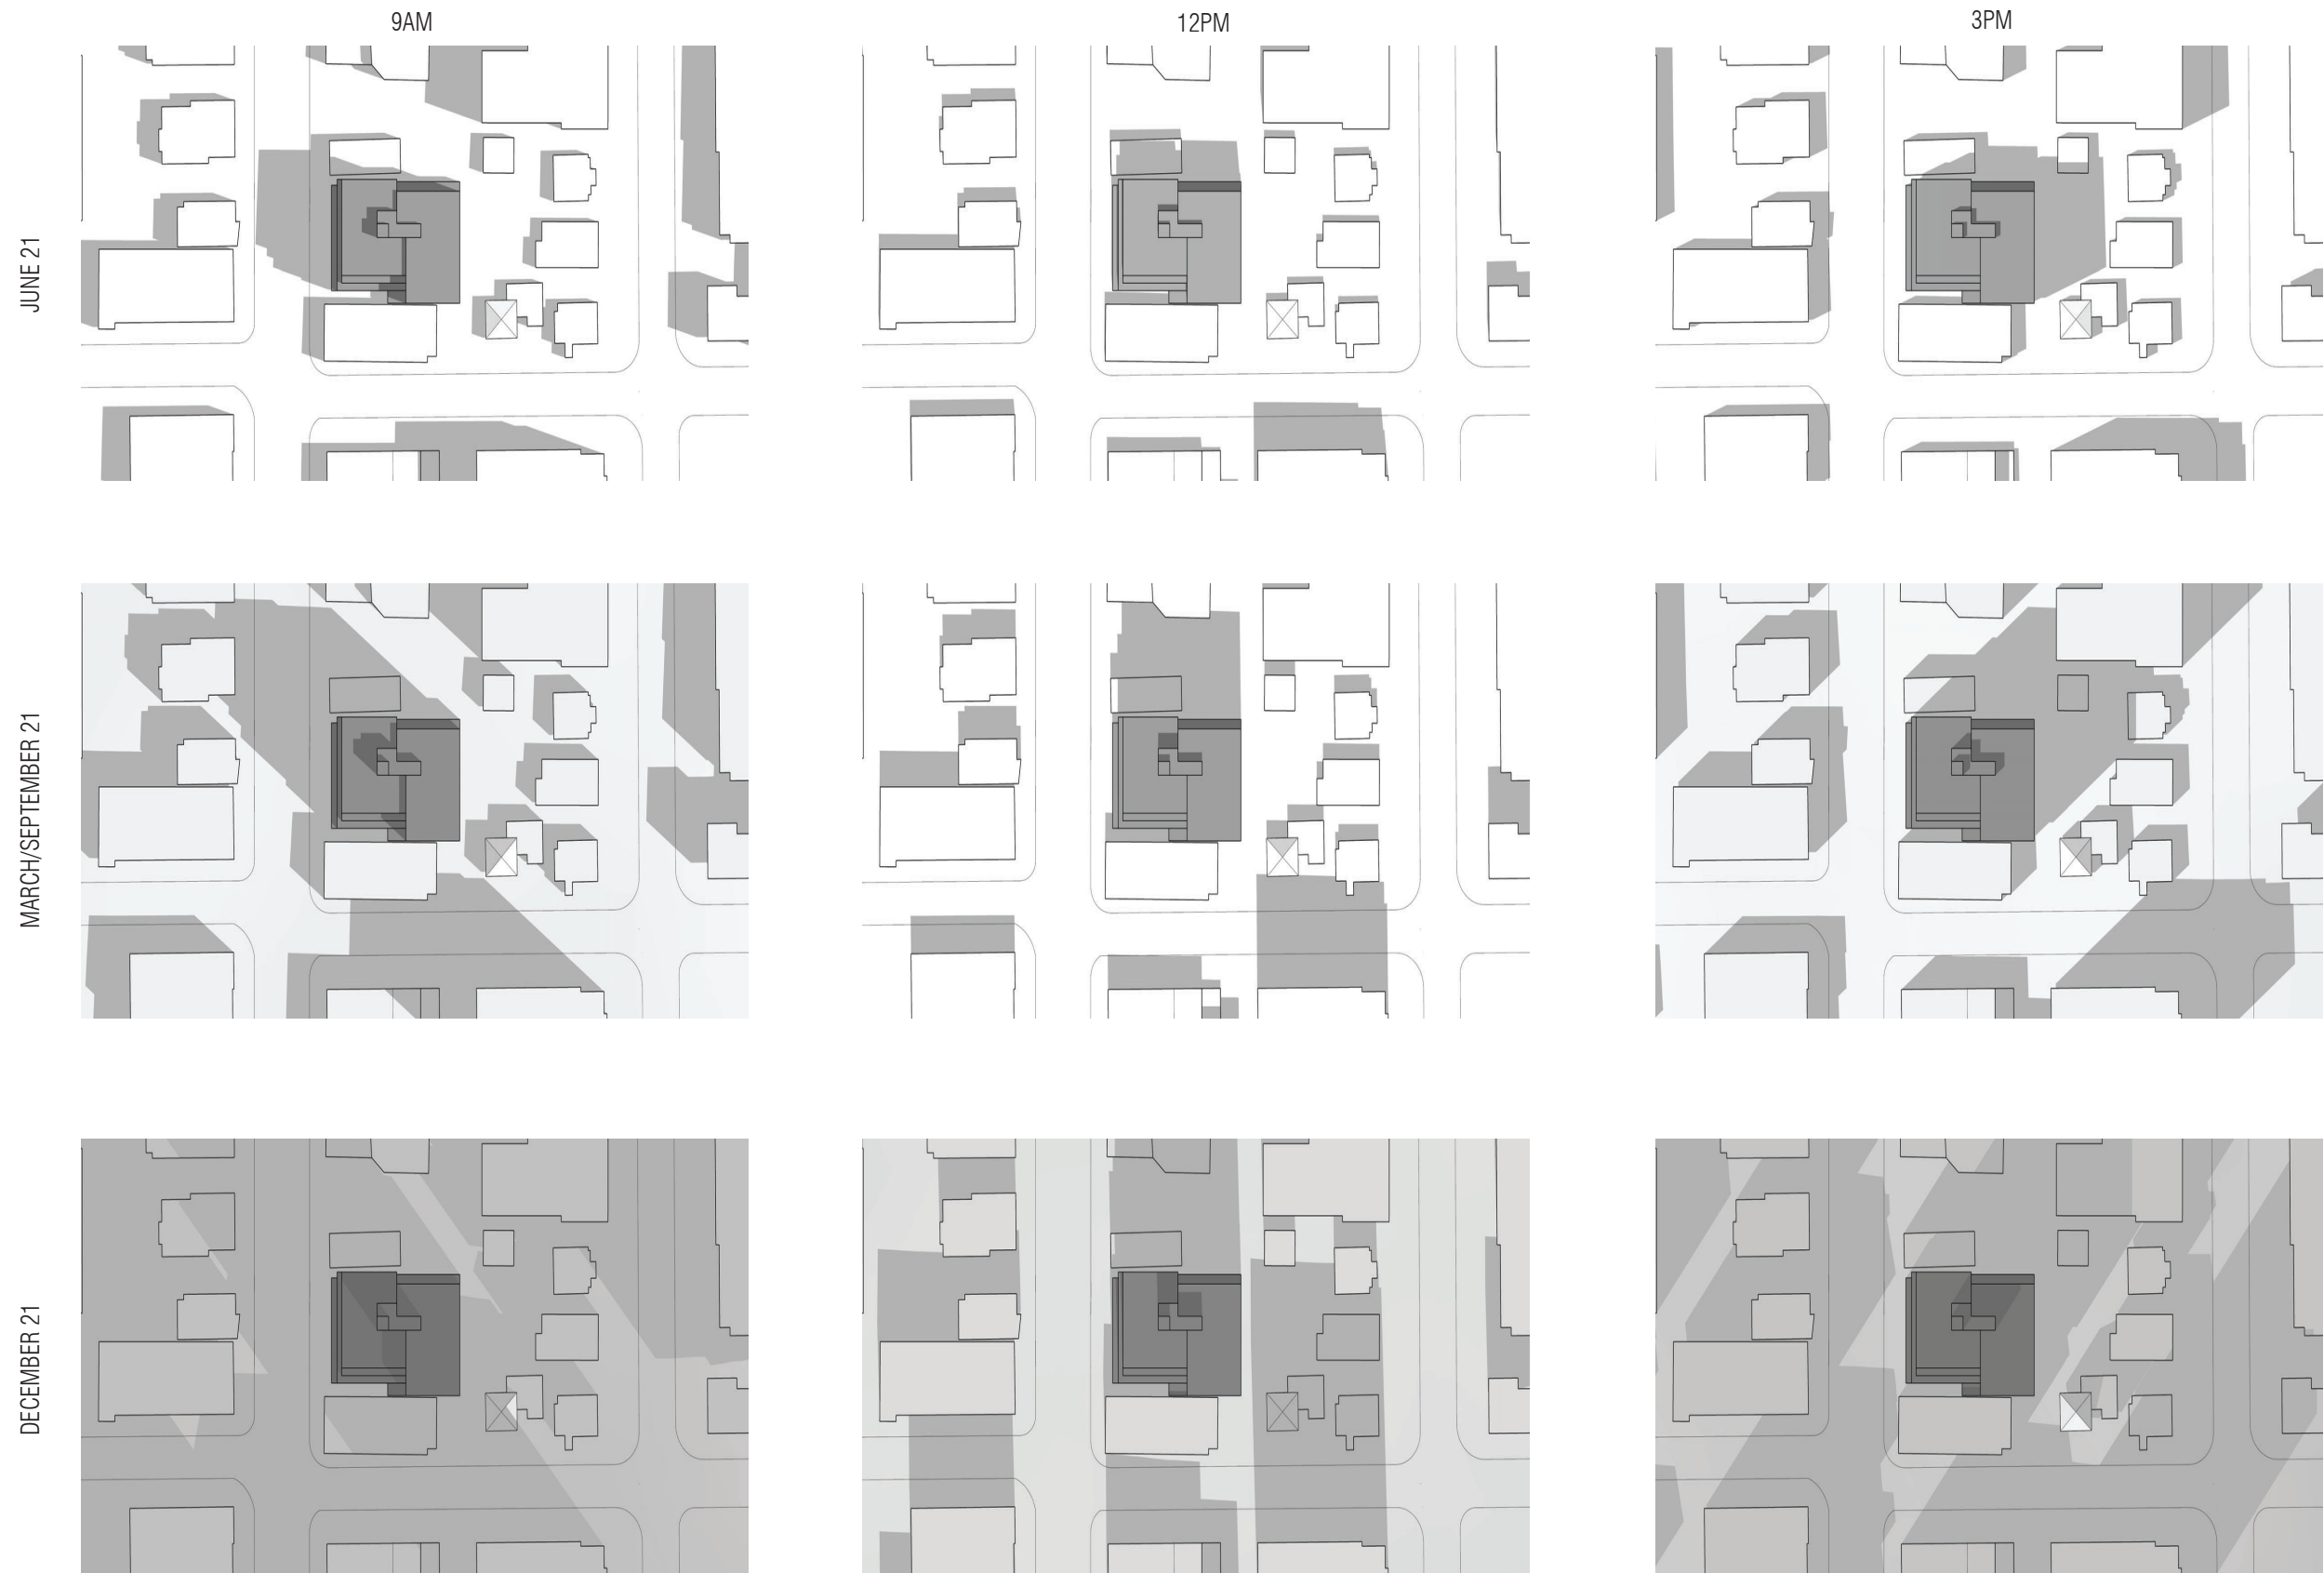 9AM
12PM
3PM
JUNE 21
MARCH/SEPTEMBER 21
DECEMBER 21